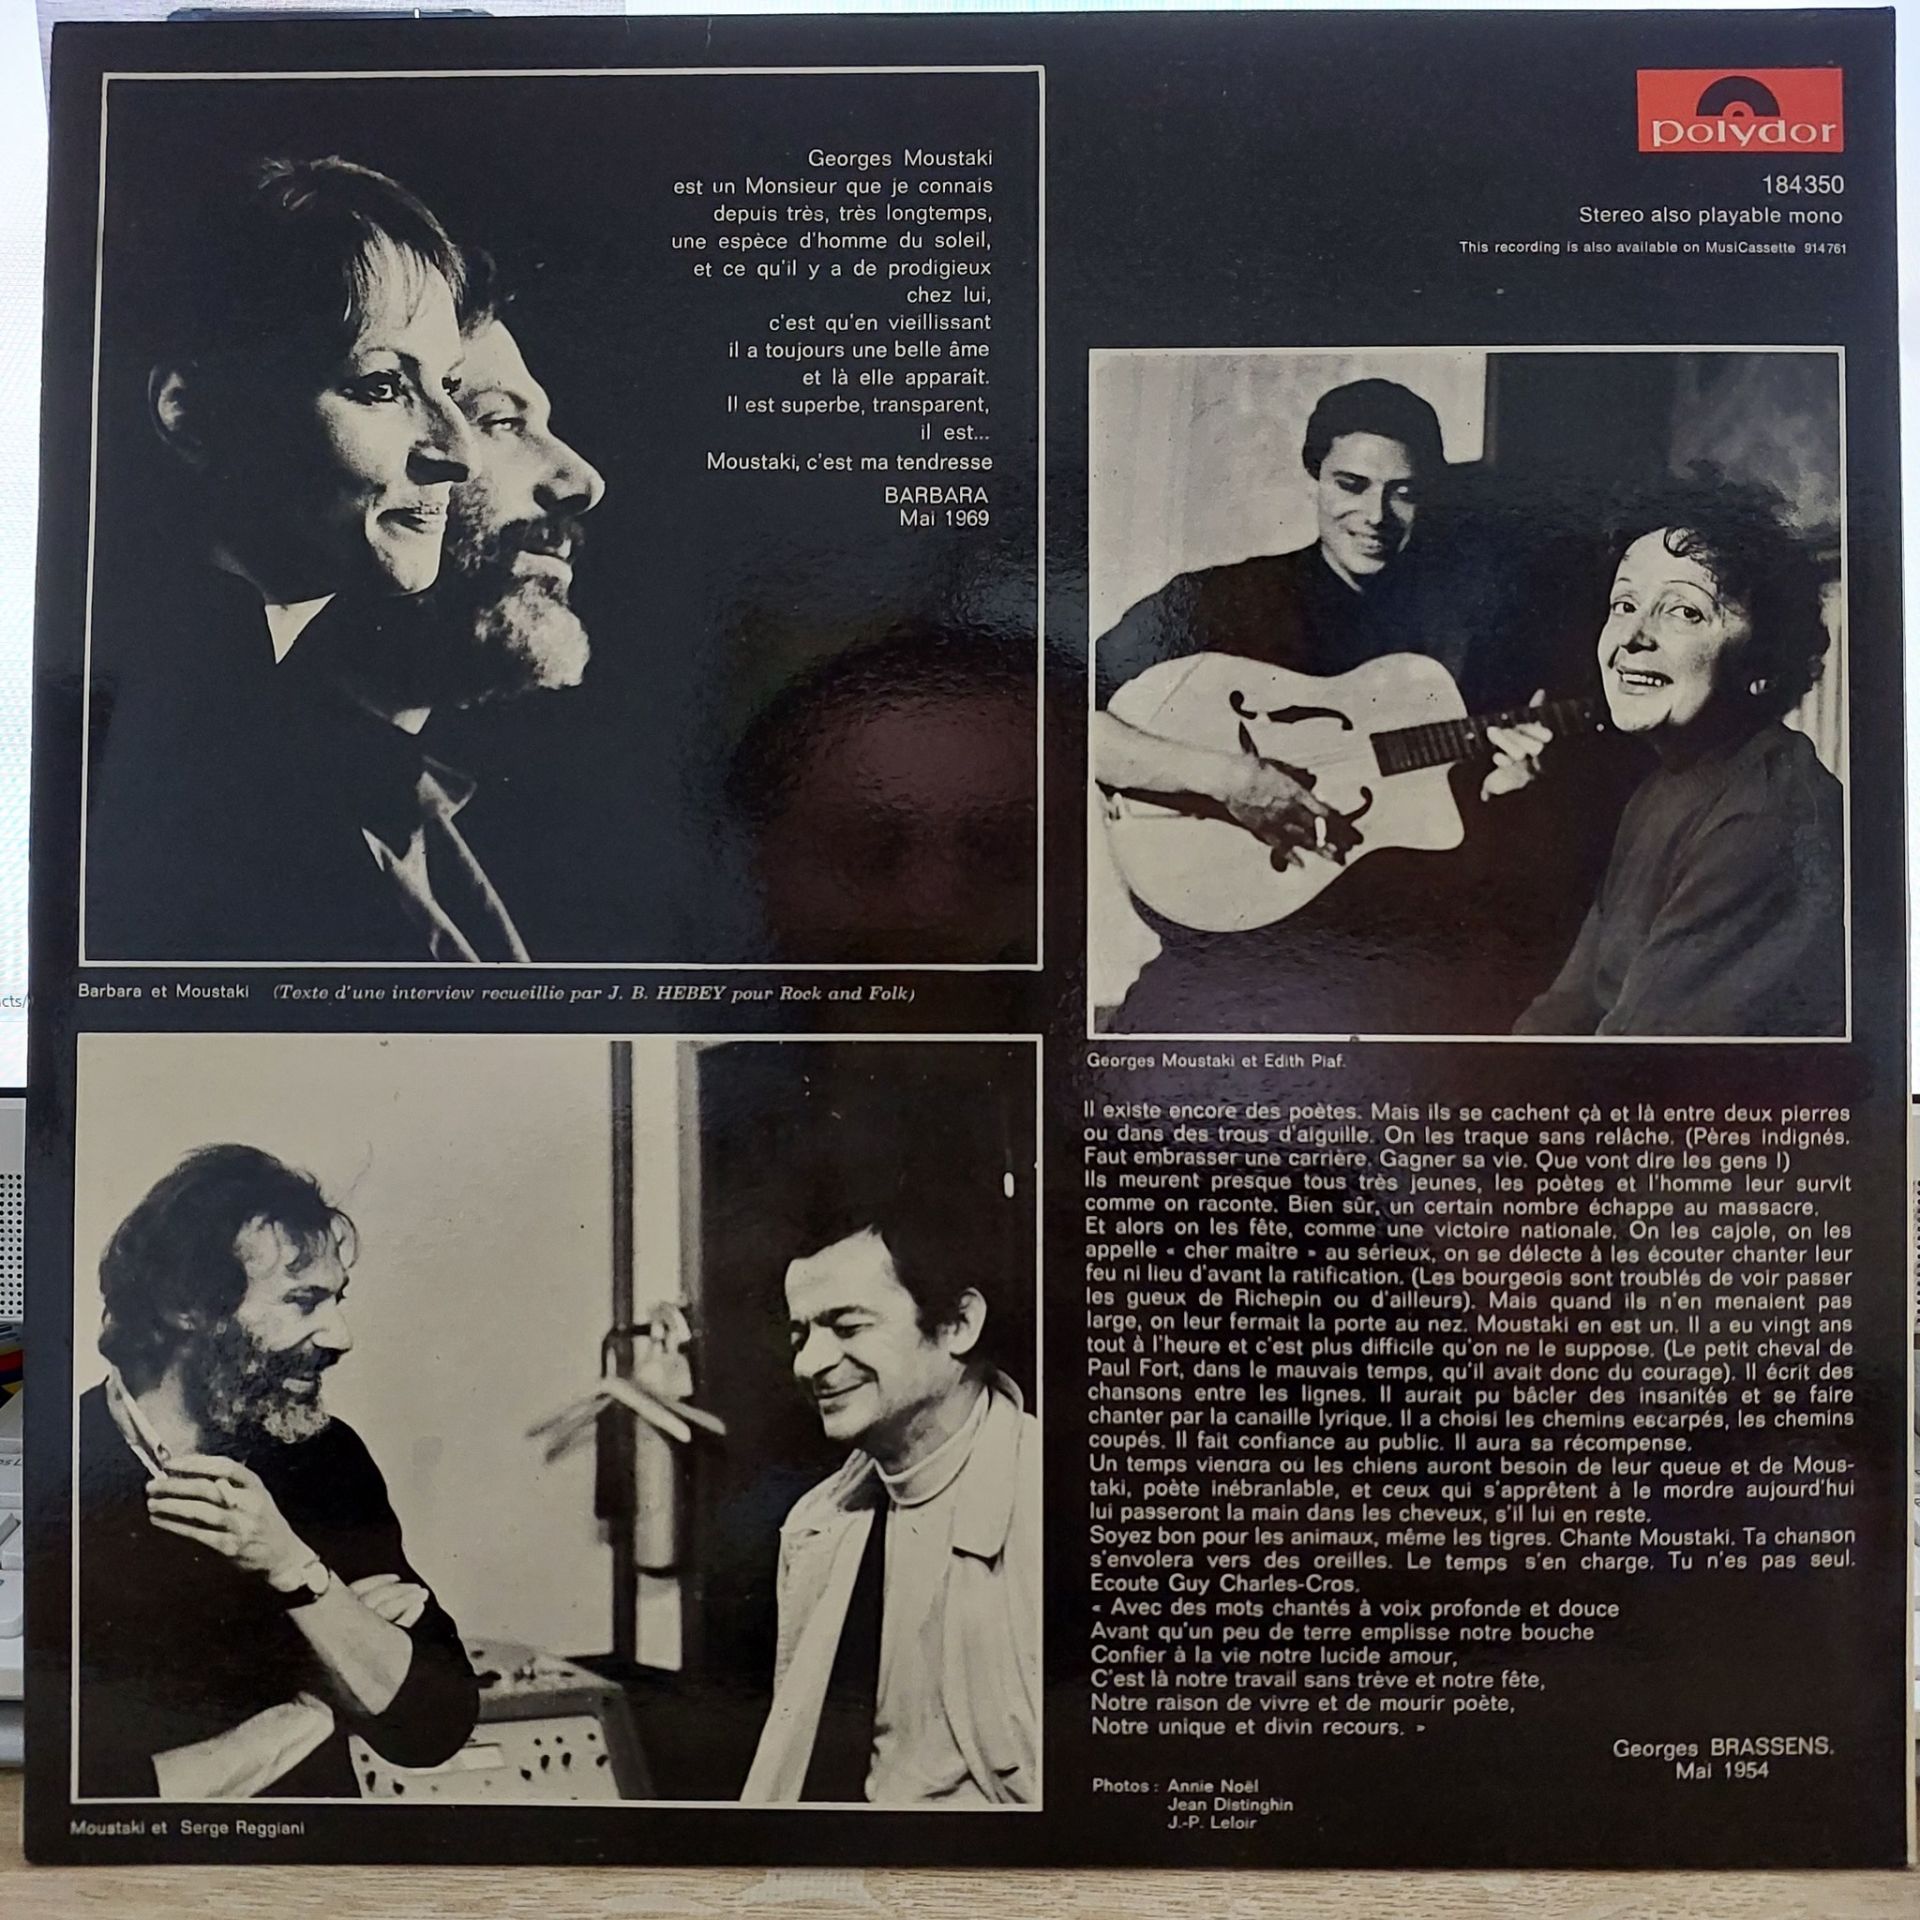 Georges Moustaki
est un Monsieur que je connais
depuis très, très longtemps,
une espèce d'homme du soleil,
et ce qu'il y a de prodigieux
chez lui,
c'est qu'en vieillissant
il a toujours une belle âme
et là elle apparaît.
Il est superbe, transparent,
il est...
Moustaki, c'est ma tendresse
BARBARA
Mai 1969
Barbara et Moustaki (Texte d'une interview recueillie par J. B. HEBEY pour Rock and Folk)
Moustaki et Serge Reggiani
polydor
184350
Stereo also playable mono
This recording is also available on MusiCassette 914761
Georges Moustaki et Edith Piaf.
Il existe encore des poètes. Mais ils se cachent çà et là entre deux pierres
ou dans des trous d'aiguille. On les traque sans relâche. (Pères indignés.
Faut embrasser une carrière. Gagner sa vie. Que vont dire les gens !)
Ils meurent presque tous très jeunes, les poètes et l'homme leur survit
comme on raconte. Bien sûr, un certain nombre échappe au massacre.
Et alors on les fête, comme une victoire nationale. On les cajole, on les
appelle « cher maître » au sérieux, on se délecte à les écouter chanter leur
feu ni lieu d'avant la ratification. (Les bourgeois sont troublés de voir passer
les gueux de Richepin ou d'ailleurs). Mais quand ils n'en menaient pas
large, on leur fermait la porte au nez. Moustaki en est un. Il a eu vingt ans
tout à l'heure et c'est plus difficile qu'on ne le suppose. (Le petit cheval de
Paul Fort, dans le mauvais temps, qu'il avait donc du courage). Il écrit des
chansons entre les lignes. Il aurait pu bâcler des insanités et se faire
chanter par la canaille lyrique. Il a choisi les chemins escarpés, les chemins
coupés. Il fait confiance au public. Il aura sa récompense.
Un temps viendra ou les chiens auront besoin de leur queue et de Mous-
taki, poète inébranlable, et ceux qui s'apprêtent à le mordre aujourd'hui
lui passeront la main dans les cheveux, s'il lui en reste.
Soyez bon pour les animaux, même les tigres. Chante Moustaki. Ta chanson
s'envolera vers des oreilles. Le temps s'en charge. Tu n'es pas seul.
Ecoute Guy Charles-Cros.
« Avec des mots chantés à voix profonde et douce
Avant qu'un peu de terre emplisse notre bouche
Confier à la vie notre lucide amour,
C'est là notre travail sans trève et notre fête,
Notre raison de vivre et de mourir poète,
Notre unique et divin recours. »
Georges BRASSENS.
Mai 1954
Photos : Annie Noël
Jean Distinghin
J.-P. Leloir